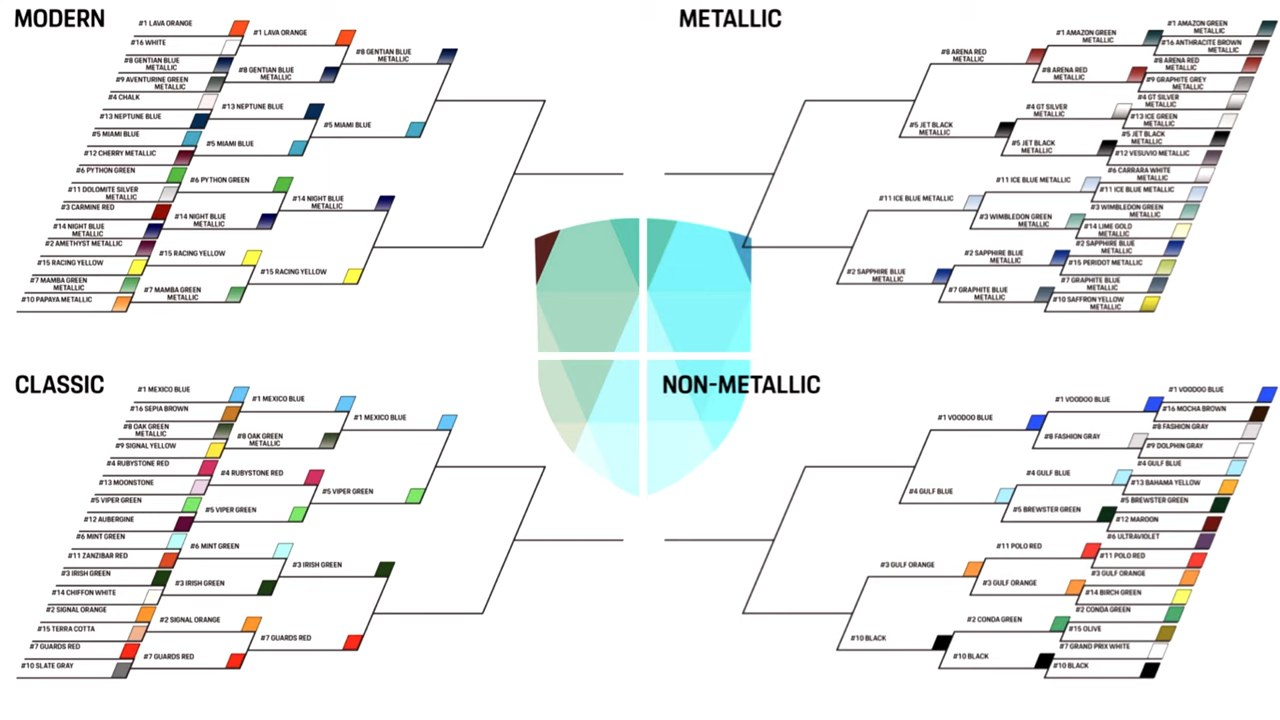 MODERN
#1 LAVA ORANGE
#16 WHITE
#8 GENTIAN BLUE
METALLIC
#9 AVENTURINE GREEN
METALLIC
#4 CHALK
#13 NEPTUNE BLUE
#5 MIAMI BLUE
#12 CHERRY METALLIC
#6 PYTHON GREEN
#11 DOLOMITE SILVER
METALLIC
#3 CARMINE RED
#14 NIGHT BLUE
METALLIC
#2 AMETHYST METALLIC
#15 RACING YELLOW
#7 MAMBA GREEN
METALLIC
#10 PAPAYA METALLIC
#1 LAVA ORANGE
#8 GENTIAN BLUE
METALLIC
#13 NEPTUNE BLUE
#5 MIAMI BLUE
#6 PYTHON GREEN
#14 NIGHT BLUE
METALLIC
#15 RACING YELLOW
#7 MAMBA GREEN
METALLIC
#8 GENTIAN BLUE
METALLIC
#5 MIAMI BLUE
#14 NIGHT BLUE
METALLIC
#15 RACING YELLOW
METALLIC
#8 ARENA RED
METALLIC
#5 JET BLACK
METALLIC
#11 ICE BLUE METALLIC
#2 SAPPHIRE BLUE
METALLIC
#1 AMAZON GREEN
METALLIC
#8 ARENA RED
METALLIC
#4 GT SILVER
METALLIC
#5 JET BLACK
METALLIC
#11 ICE BLUE METALLIC
#3 WIMBLEDON GREEN
METALLIC
#2 SAPPHIRE BLUE
METALLIC
#7 GRAPHITE BLUE
METALLIC
#1 AMAZON GREEN
METALLIC
#16 ANTHRACITE BROWN
METALLIC
#8 ARENA RED
METALLIC
#9 GRAPHITE GREY
METALLIC
#4 GT SILVER
METALLIC
#13 ICE GREEN
METALLIC
#5 JET BLACK
METALLIC
#12 VESUVIO METALLIC
#6 CARRARA WHITE
METALLIC
#11 ICE BLUE METALLIC
#3 WIMBLEDON GREEN
METALLIC
#14 LIME GOLD
METALLIC
#2 SAPPHIRE BLUE
METALLIC
#15 PERIDOT METALLIC
#7 GRAPHITE BLUE
METALLIC
#10 SAFFRON YELLOW
METALLIC
CLASSIC
#1 MEXICO BLUE
#16 SEPIA BROWN
#8 OAK GREEN
METALLIC
#9 SIGNAL YELLOW
#4 RUBYSTONE RED
#13 MOONSTONE
#5 VIPER GREEN
#12 AUBERGINE
#6 MINT GREEN
#11 ZANZIBAR RED
#3 IRISH GREEN
#14 CHIFFON WHITE
#2 SIGNAL ORANGE
#15 TERRA COTTA
#7 GUARDS RED
#10 SLATE GRAY
#1 MEXICO BLUE
#8 OAK GREEN
METALLIC
#4 RUBYSTONE RED
#5 VIPER GREEN
#6 MINT GREEN
#3 IRISH GREEN
#2 SIGNAL ORANGE
#7 GUARDS RED
#1 MEXICO BLUE
#5 VIPER GREEN
#3 IRISH GREEN
#7 GUARDS RED
NON-METALLIC
#1 VOODOO BLUE
#4 GULF BLUE
#3 GULF ORANGE
#10 BLACK
#1 VOODOO BLUE
#8 FASHION GRAY
#4 GULF BLUE
#5 BREWSTER GREEN
#11 POLO RED
#3 GULF ORANGE
#2 CONDA GREEN
#10 BLACK
#1 VOODOO BLUE
#16 MOCHA BROWN
#8 FASHION GRAY
#9 DOLPHIN GRAY
#4 GULF BLUE
#13 BAHAMA YELLOW
#5 BREWSTER GREEN
#12 MAROON
#6 ULTRAVIOLET
#11 POLO RED
#3 GULF ORANGE
#14 BIRCH GREEN
#2 CONDA GREEN
#15 OLIVE
#7 GRAND PRIX WHITE
#10 BLACK